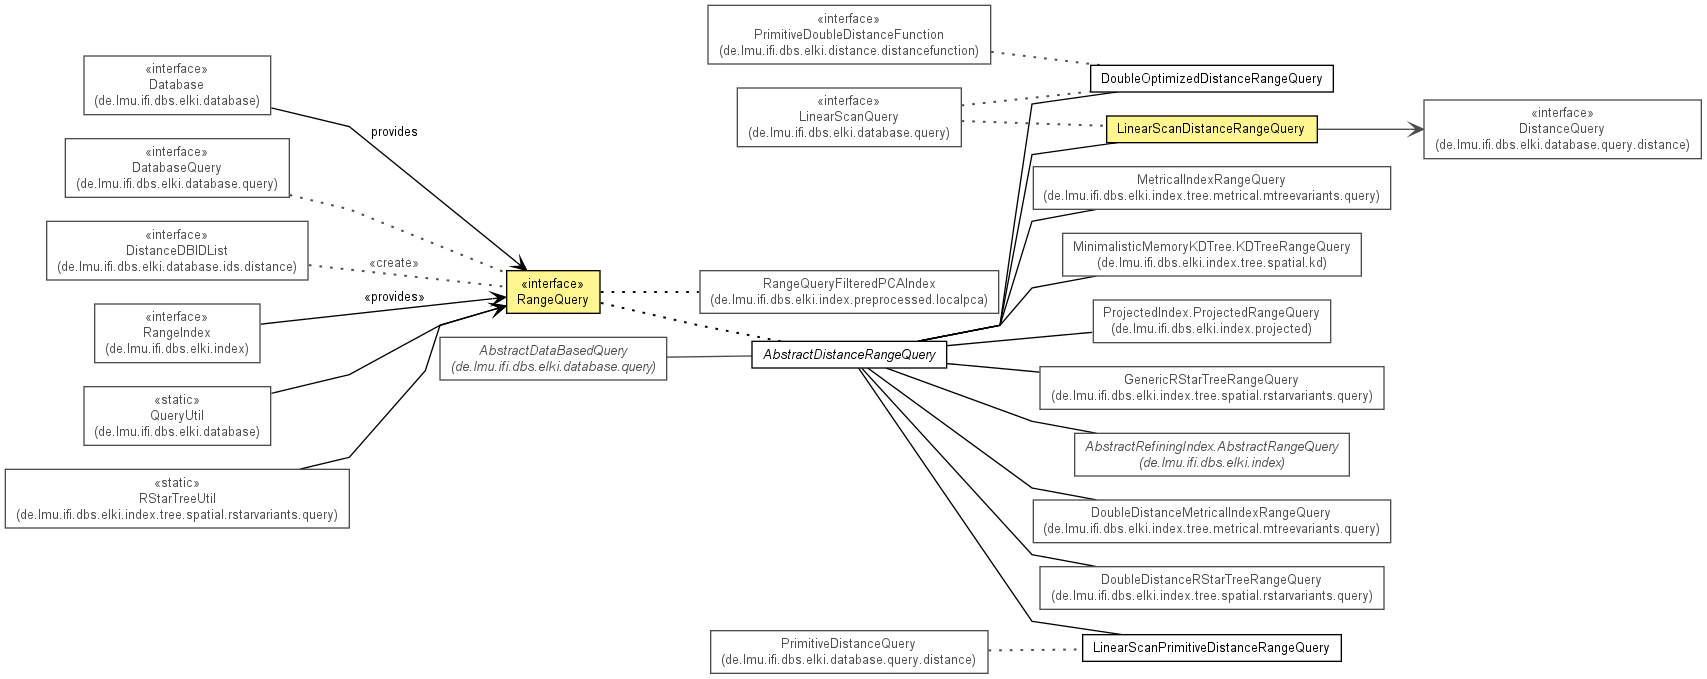 «interface»
Database
(de.lmu.ifi.dbs.elki.database)
provides
«interface»
DatabaseQuery
(de.lmu.ifi.dbs.elki.database.query)
«interface»
DistanceDBIDList
(de.lmu.ifi.dbs.elki.database.ids.distance)
«create»
«interface»
RangeIndex
(de.lmu.ifi.dbs.elki.index)
«provides»
«static»
QueryUtil
(de.lmu.ifi.dbs.elki.database)
«static»
RStarTreeUtil
(de.lmu.ifi.dbs.elki.index.tree.spatial.rstarvariants.query)
«interface»
RangeQuery
AbstractDataBasedQuery
(de.lmu.ifi.dbs.elki.database.query)
«interface»
PrimitiveDoubleDistanceFunction
(de.lmu.ifi.dbs.elki.distance.distancefunction)
«interface»
LinearScanQuery
(de.lmu.ifi.dbs.elki.database.query)
RangeQueryFilteredPCAIndex
(de.lmu.ifi.dbs.elki.index.preprocessed.localpca)
AbstractDistanceRangeQuery
PrimitiveDistanceQuery
(de.lmu.ifi.dbs.elki.database.query.distance)
DoubleOptimizedDistanceRangeQuery
LinearScanDistanceRangeQuery
MetricalIndexRangeQuery
(de.lmu.ifi.dbs.elki.index.tree.metrical.mtreevariants.query)
MinimalisticMemoryKDTree.KDTreeRangeQuery
(de.lmu.ifi.dbs.elki.index.tree.spatial.kd)
ProjectedIndex.ProjectedRangeQuery
(de.lmu.ifi.dbs.elki.index.projected)
GenericRStarTreeRangeQuery
(de.lmu.ifi.dbs.elki.index.tree.spatial.rstarvariants.query)
AbstractRefiningIndex.AbstractRangeQuery
(de.lmu.ifi.dbs.elki.index)
DoubleDistanceMetricalIndexRangeQuery
(de.lmu.ifi.dbs.elki.index.tree.metrical.mtreevariants.query)
DoubleDistanceRStarTreeRangeQuery
(de.lmu.ifi.dbs.elki.index.tree.spatial.rstarvariants.query)
LinearScanPrimitiveDistanceRangeQuery
«interface»
DistanceQuery
(de.lmu.ifi.dbs.elki.database.query.distance)